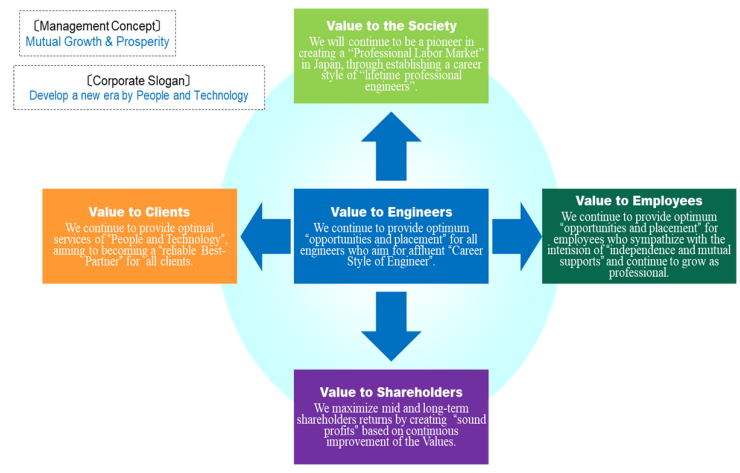 〔Management Concept〕
Mutual Growth & Prosperity
〔Corporate Slogan〕
Develop a new era by People and Technology
Value to the Society
We will continue to be a pioneer in
creating a “Professional Labor Market”
in Japan, through establishing a career
style of “lifetime professional
engineers”.
Value to Clients
We continue to provide optimal
services of “People and Technology”,
aiming to becoming a “reliable Best-
Partner” for all clients.
Value to Engineers
We continue to provide optimum
“opportunities and placement” for all
engineers who aim for affluent “Career
Style of Engineer”.
Value to Employees
We continue to provide optimum
“opportunities and placement” for
employees who sympathize with the
intension of “independence and mutual
supports” and continue to grow as
professional.
Value to Shareholders
We maximize mid and long-term
shareholders returns by creating “sound
profits” based on continuous
improvement of the Values.